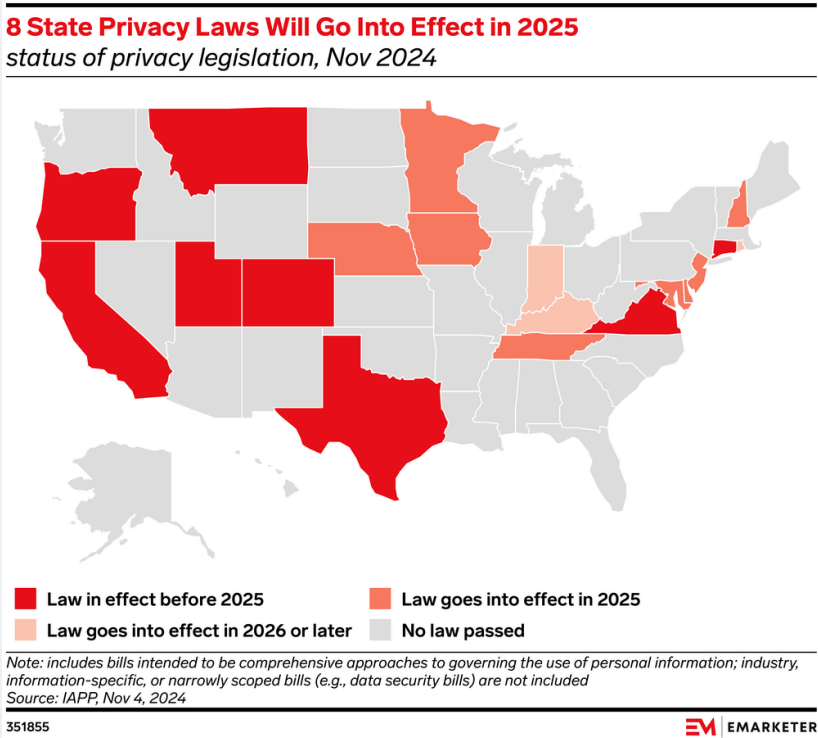 8 State Privacy Laws Will Go Into Effect in 2025
status of privacy legislation, Nov 2024
Law in effect before 2025
Law goes into effect in 2025
Law goes into effect in 2026 or later
No law passed
Note: includes bills intended to be comprehensive approaches to governing the use of personal information; industry,
information-specific, or narrowly scoped bills (e.g., data security bills) are not included
Source: IAPP, Nov 4, 2024
351855
EM EMARKETER